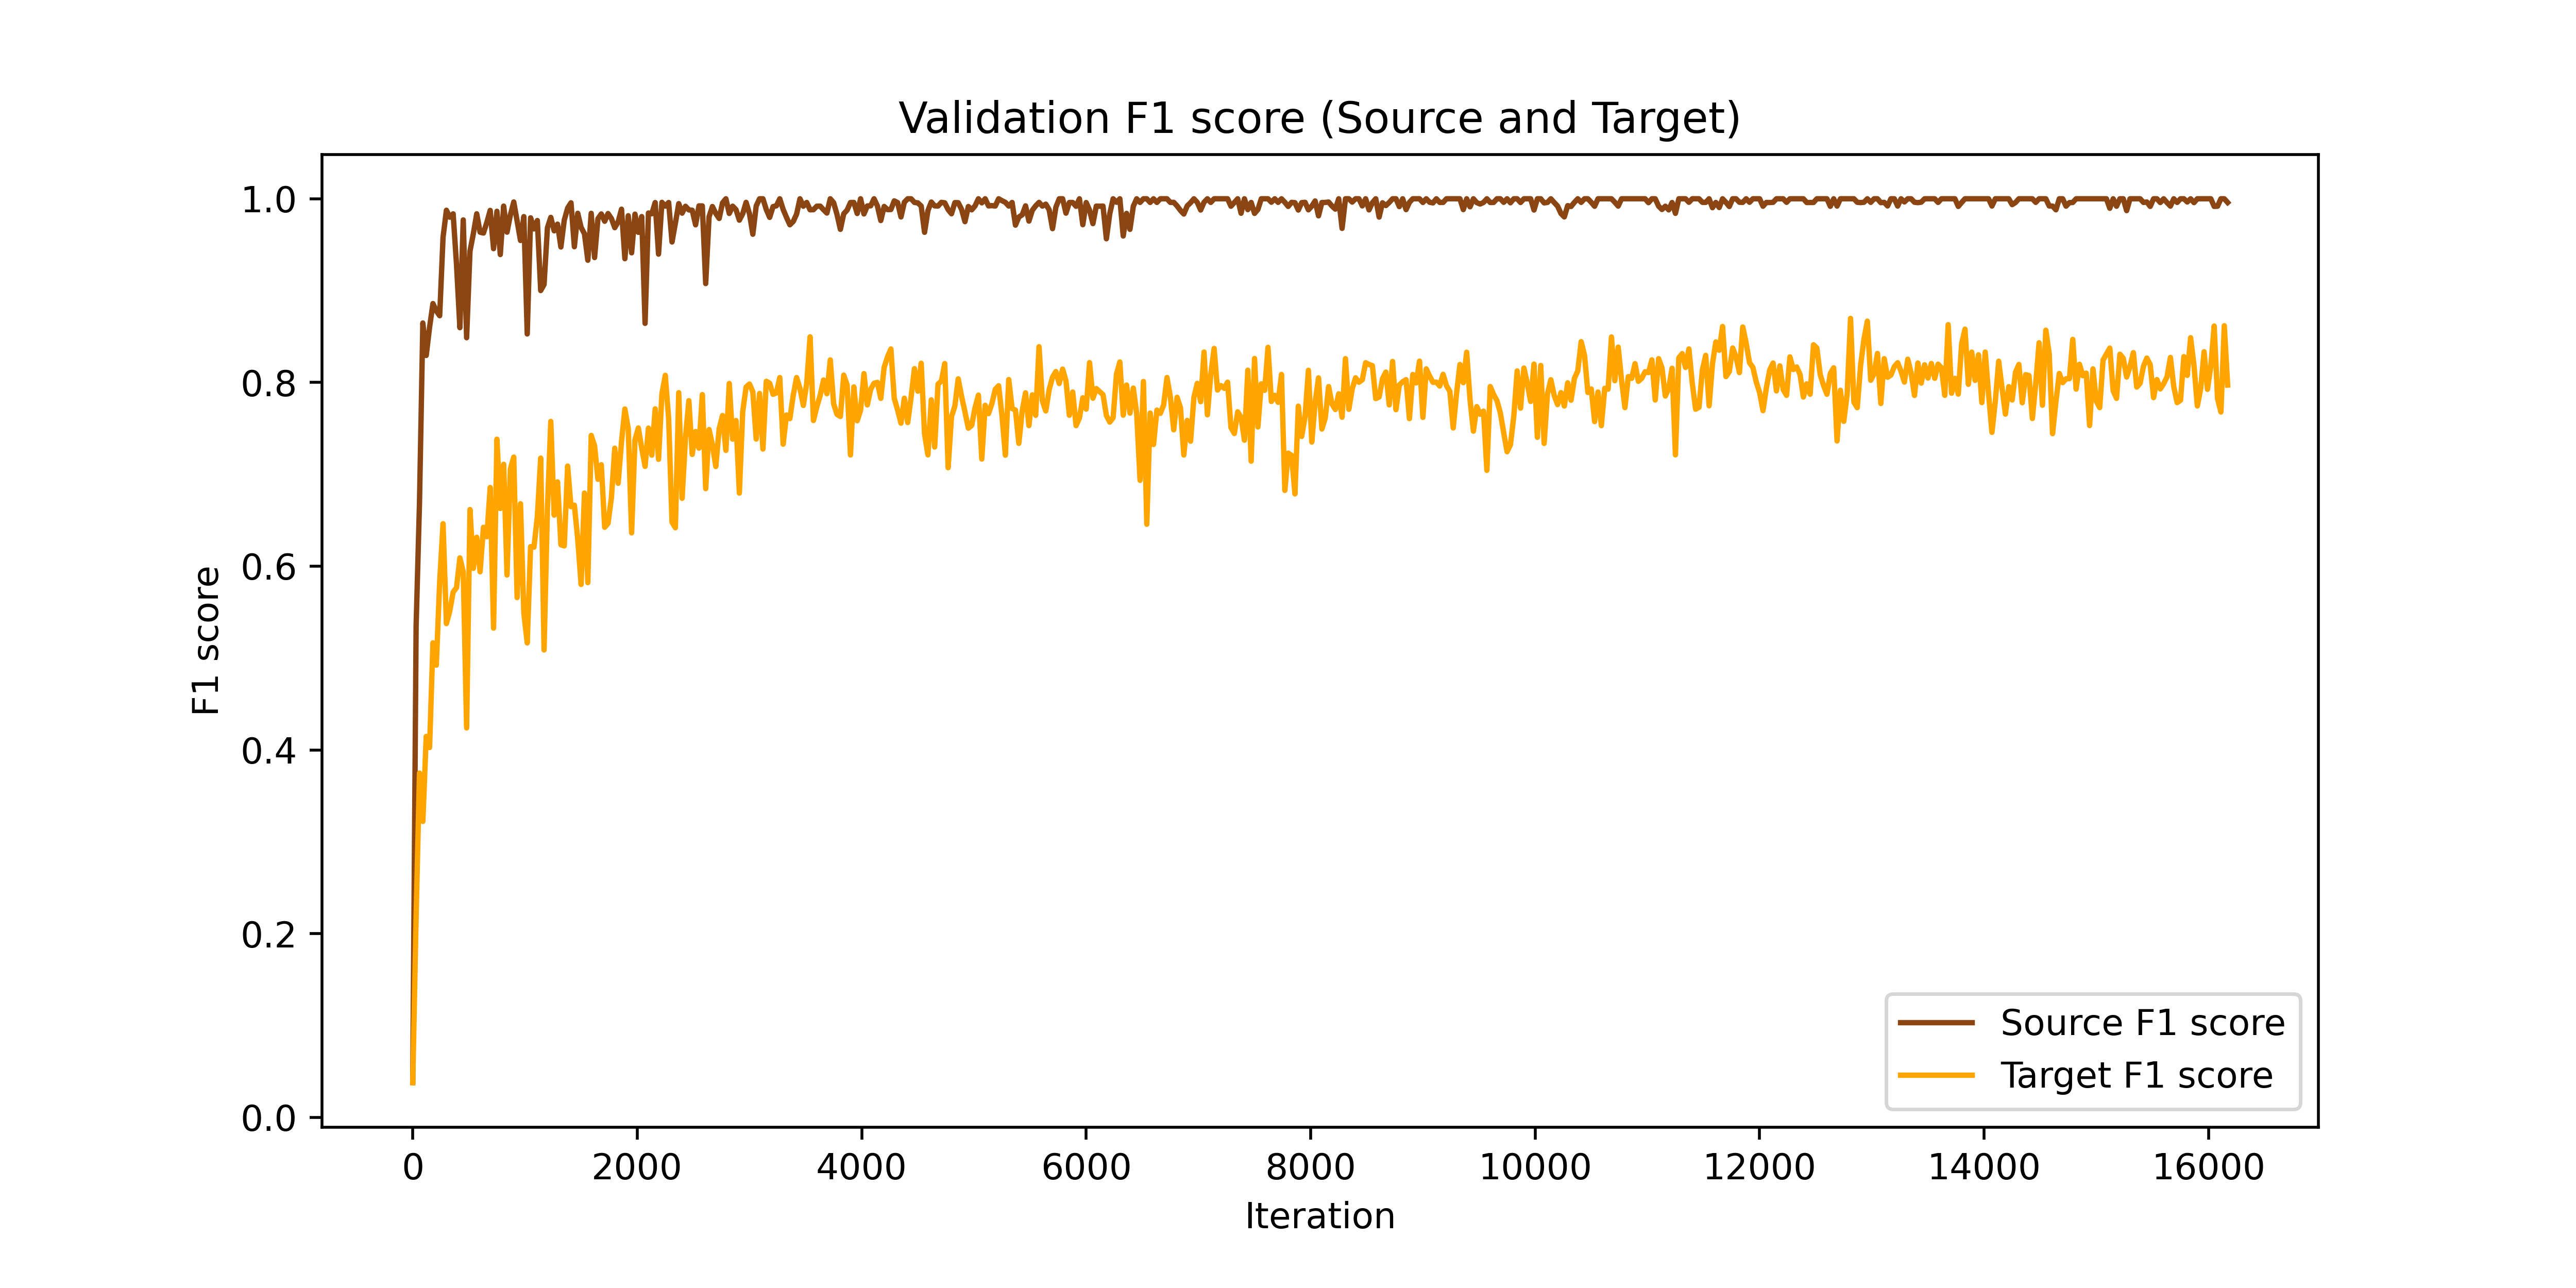 Validation F1 score (Source and Target)
1.0
0.8
0.6
0.4
0.2
0.0
F1 score
0 2000 4000 6000 8000 10000 12000 14000 16000
Iteration
Source F1 score
Target F1 score